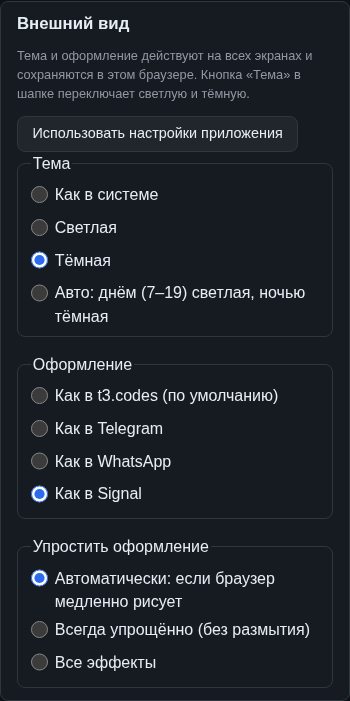 Внешний вид
Тема и оформление действуют на всех экранах и
сохраняются в этом браузере. Кнопка «Тема» в
шапке переключает светлую и тёмную.
Использовать настройки приложения
Тема
Как в системе
Светлая
Тёмная
Авто: днём (7–19) светлая, ночью
тёмная
Оформление
Как в t3.codes (по умолчанию)
Как в Telegram
Как в WhatsApp
Как в Signal
Упростить оформление
Автоматически: если браузер
медленно рисует
Всегда упрощённо (без размытия)
Все эффекты